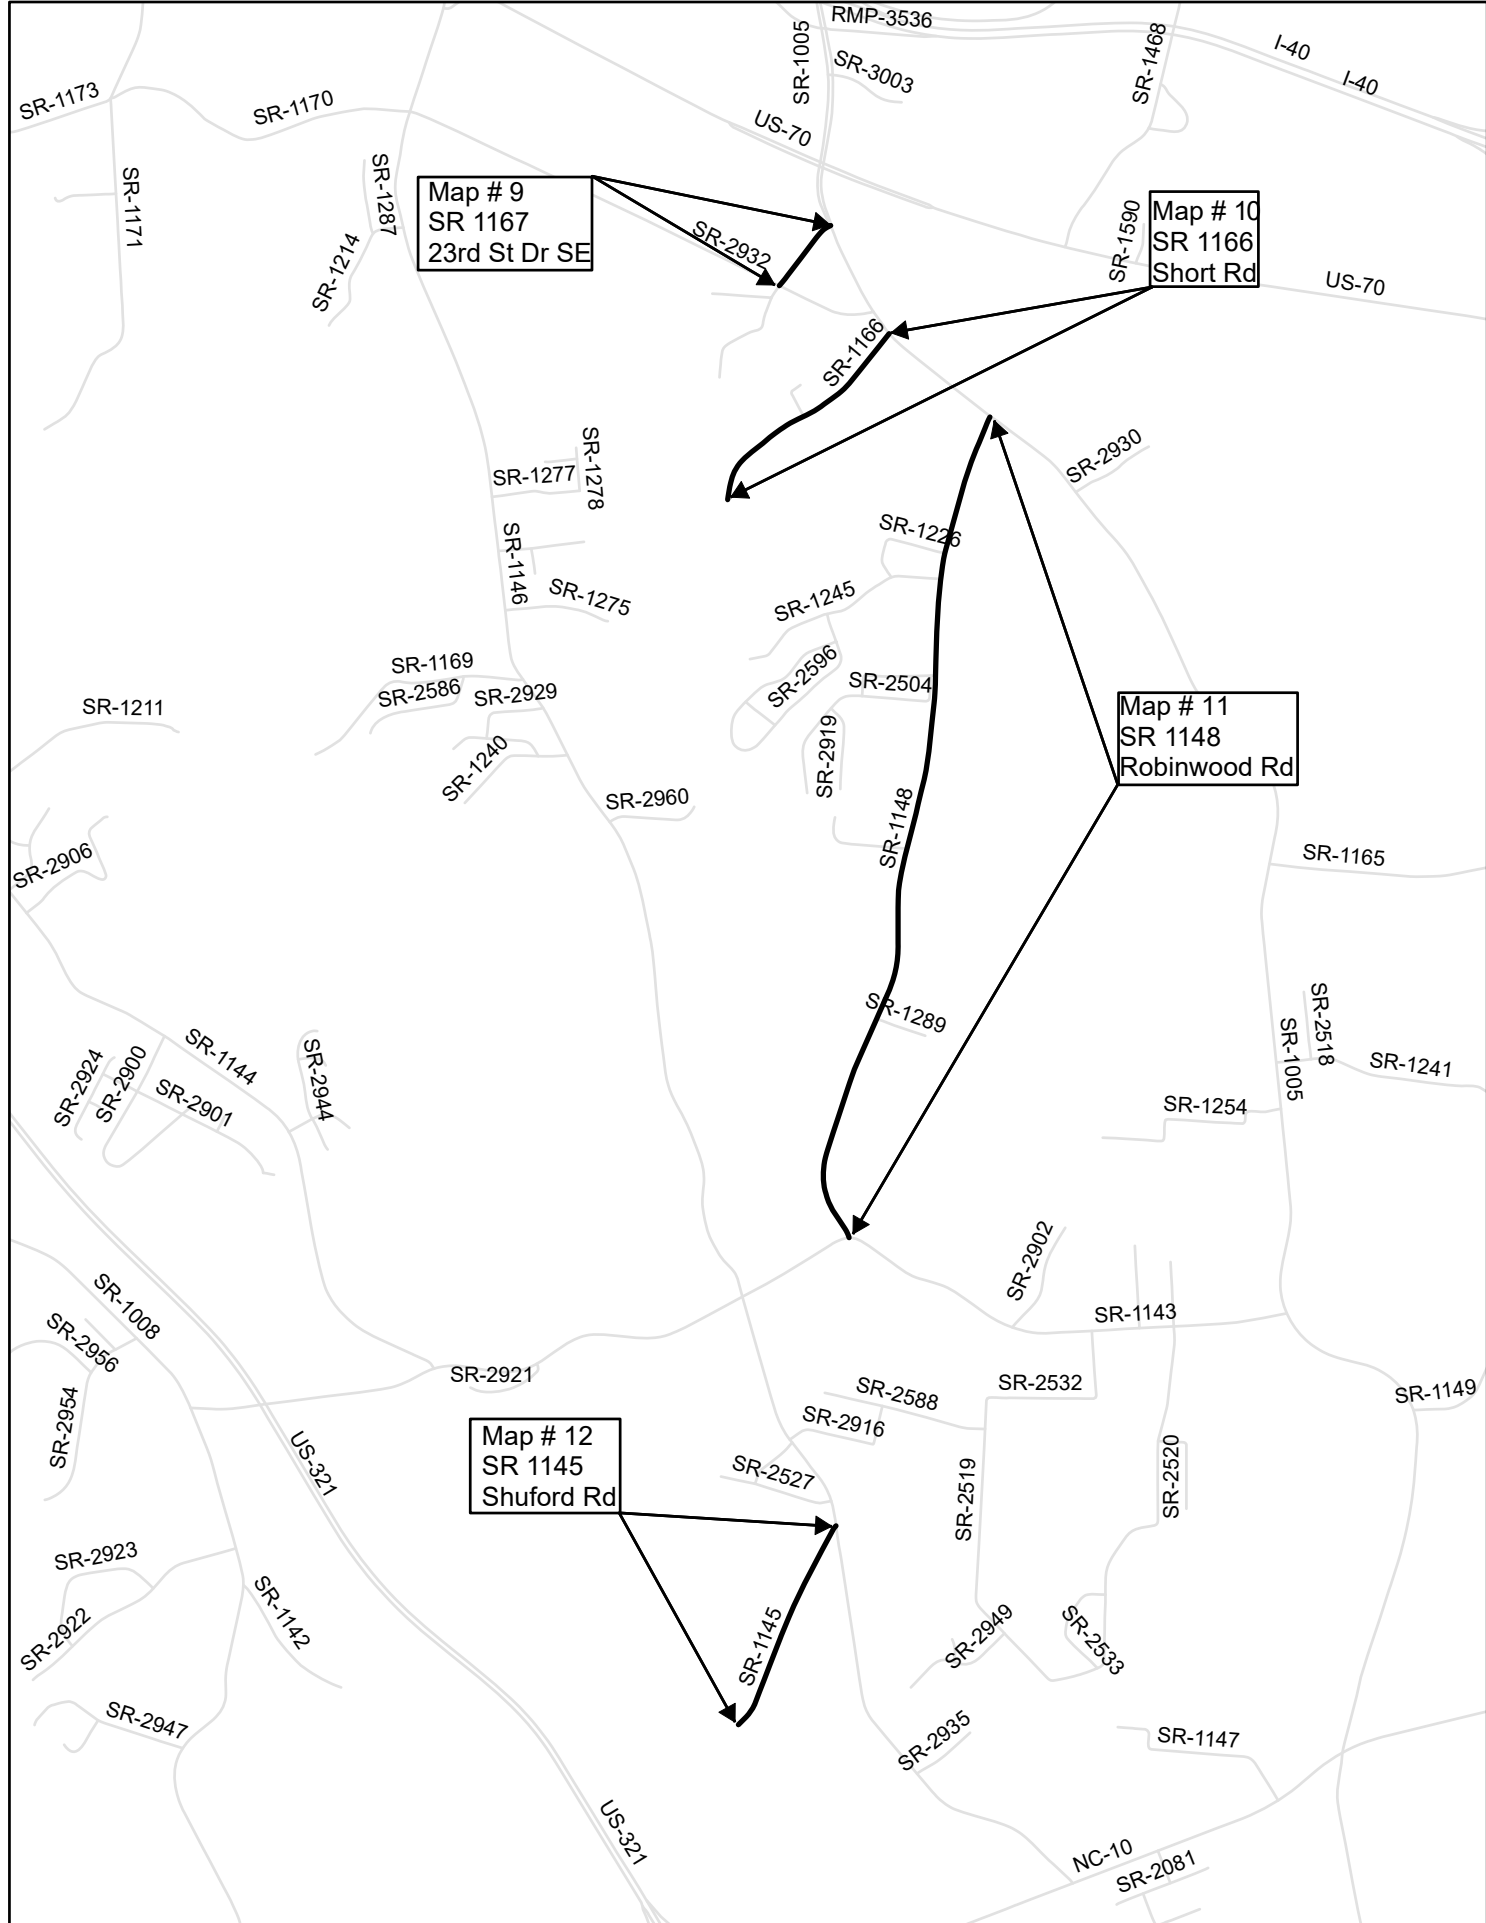 RMP-3536
I-40
I-40
SR-1005
SR-3003
SR-1468
SR-1173
SR-1170
US-70
SR-1171
SR-1287
SR-1214
Map # 9
SR 1167
23rd St Dr SE
SR-2932
SR-1590
Map # 10
SR 1166
Short Rd
US-70
SR-1166
SR-2930
SR-1277
SR-1278
SR-1146
SR-1275
SR-1226
SR-1245
SR-1169
SR-2586
SR-2929
SR-2596
SR-2504
SR-1211
SR-1240
SR-2919
Map # 11
SR 1148
Robinwood Rd
SR-2960
SR-1148
SR-2906
SR-1165
SR-1289
SR-2518
SR-1005
SR-1241
SR-2924
SR-2900
SR-1144
SR-2901
SR-2944
SR-1254
SR-2902
SR-1008
SR-2956
SR-1143
SR-2954
SR-2921
SR-2532
SR-2588
SR-2916
SR-1149
Map # 12
SR 1145
Shuford Rd
US-321
SR-2527
SR-2519
SR-2520
SR-2923
SR-2922
SR-1142
SR-1145
SR-2949
SR-2533
SR-2947
SR-2935
SR-1147
US-321
NC-10
SR-2081